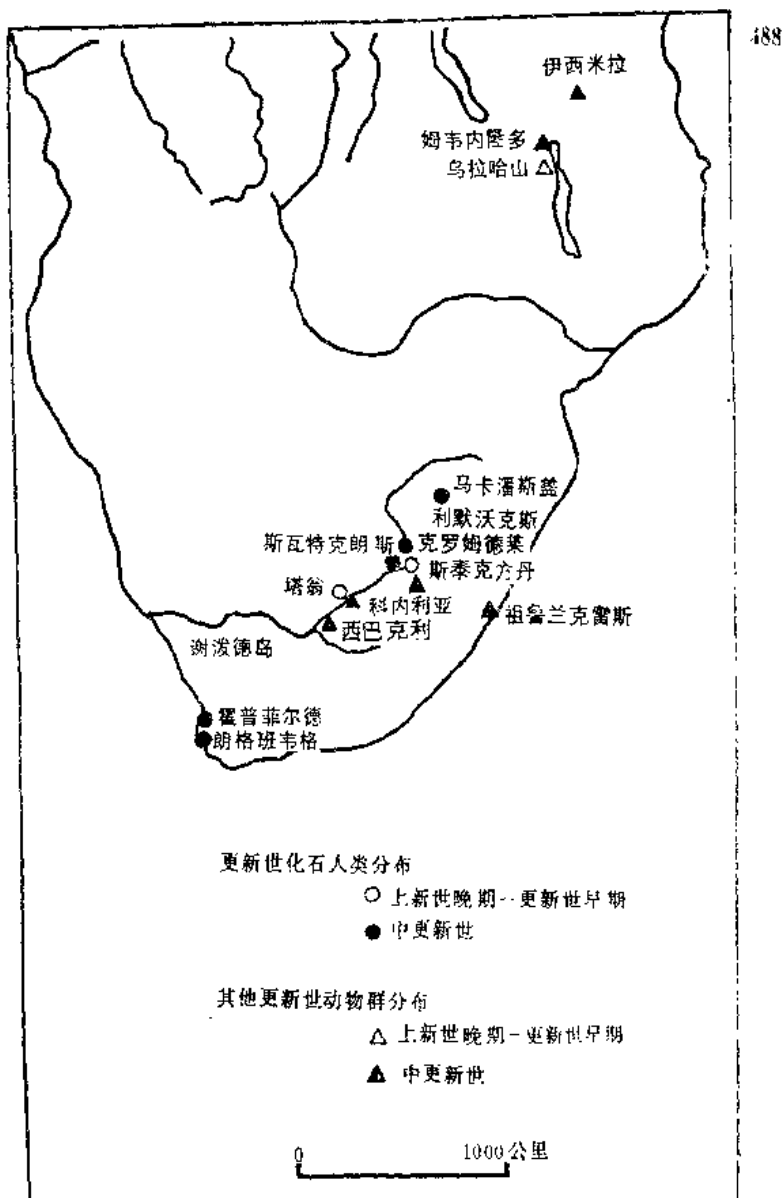 488
伊西米拉
姆韦内隆多
乌拉哈山
马卡潘斯盖
利默沃克斯
斯瓦特克朗斯
克罗姆德莱
斯泰克方丹
塔翁
科内利亚
祖鲁兰克雷斯
西巴克利
谢泼德岛
霍普菲尔德
朗格班韦格
更新世化石人类分布
上新世晚期--更新世早期
中更新世
其他更新世动物群分布
上新世晚期-更新世早期
中更新世
0 1000公里